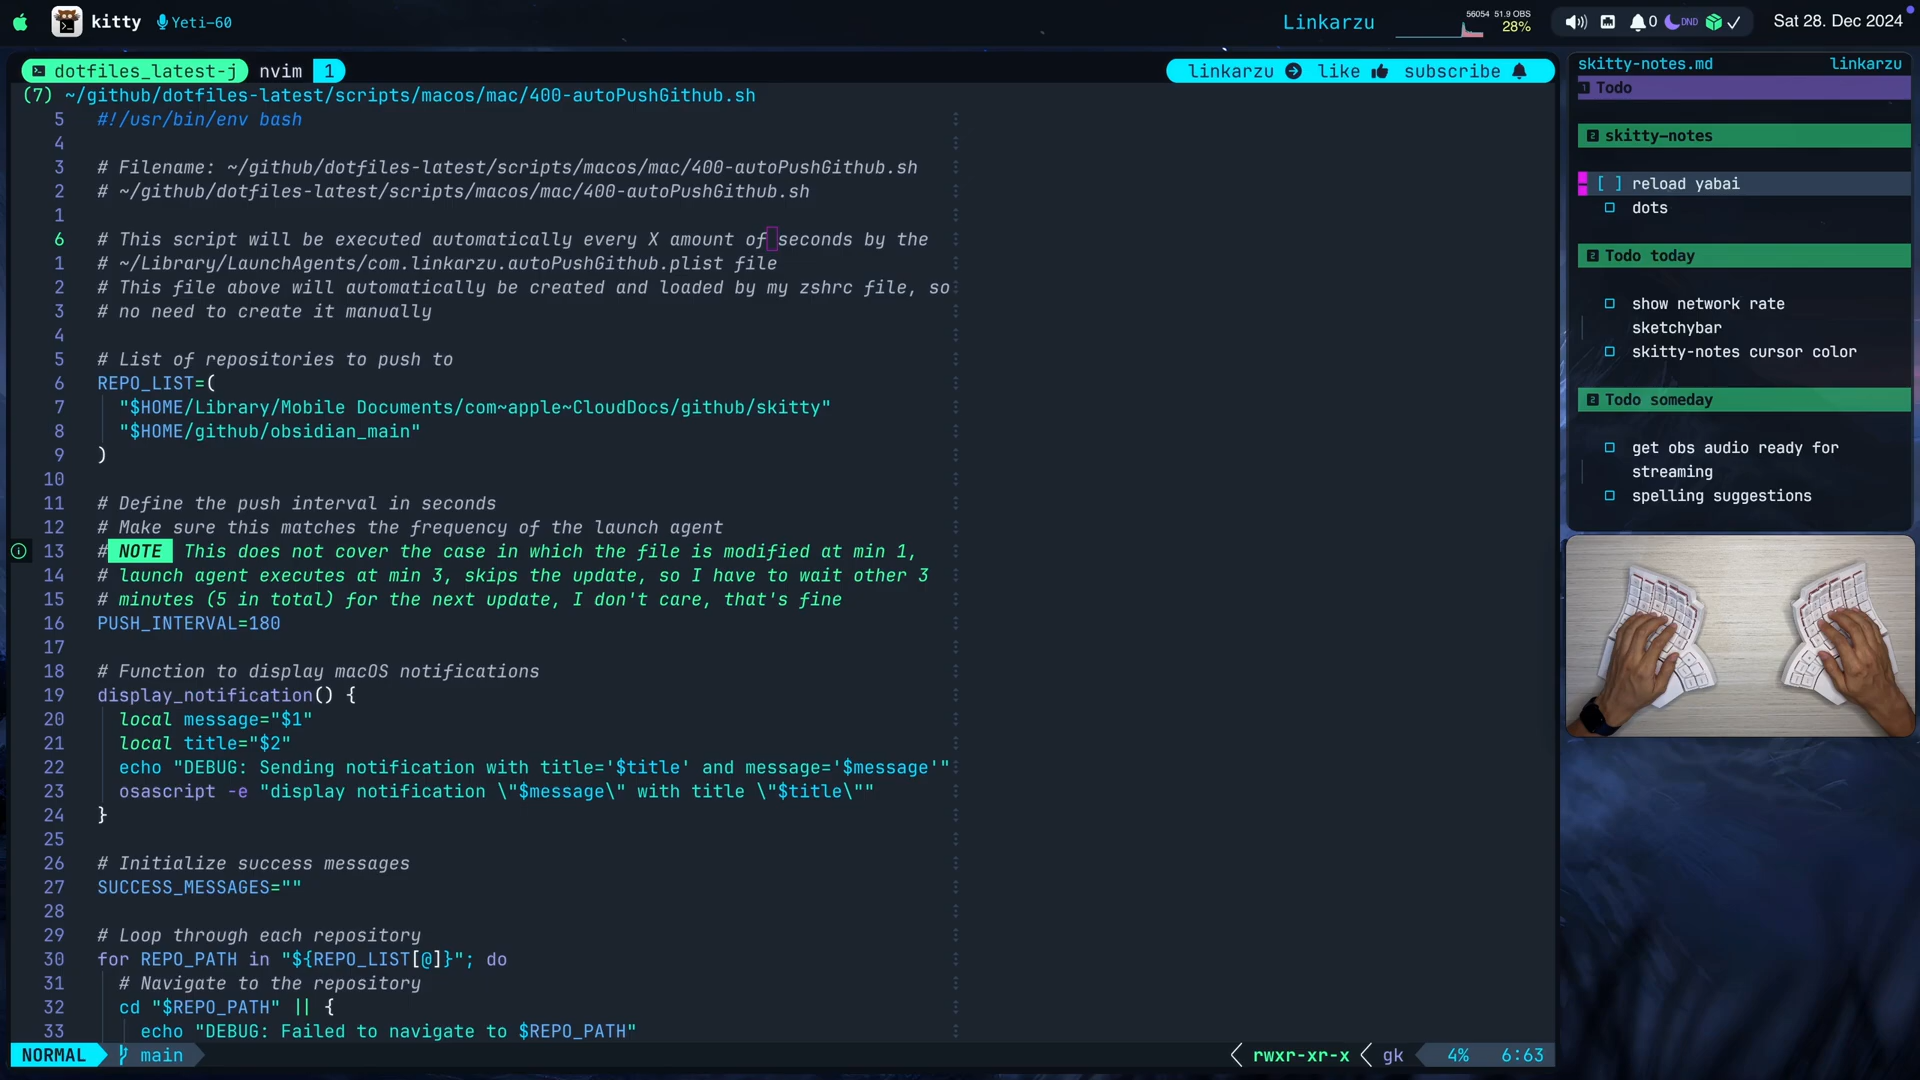 kitty
Yeti-60
Linkarzu
56054 51.9 OBS
28%
0
DND
Sat 28. Dec 2024
dotfiles_latest-j nvim 1
linkarzu like subscribe
(7) ~/github/dotfiles-latest/scripts/macos/mac/400-autoPushGithub.sh
5 #!/usr/bin/env bash
4
3 # Filename: ~/github/dotfiles-latest/scripts/macos/mac/400-autoPushGithub.sh
2 # ~/github/dotfiles-latest/scripts/macos/mac/400-autoPushGithub.sh
1
6 # This script will be executed automatically every X amount of seconds by the
1 # ~/Library/LaunchAgents/com.linkarzu.autoPushGithub.plist file
2 # This file above will automatically be created and loaded by my zshrc file, so
3 # no need to create it manually
4
5 # List of repositories to push to
6 REPO_LIST=(
7 "$HOME/Library/Mobile Documents/com~apple~CloudDocs/github/skitty"
8 "$HOME/github/obsidian_main"
9 )
10
11 # Define the push interval in seconds
12 # Make sure this matches the frequency of the launch agent
13 # NOTE This does not cover the case in which the file is modified at min 1,
14 # launch agent executes at min 3, skips the update, so I have to wait other 3
15 # minutes (5 in total) for the next update, I don't care, that's fine
16 PUSH_INTERVAL=180
17
18 # Function to display macOS notifications
19 display_notification() {
20 local message="$1"
21 local title="$2"
22 echo "DEBUG: Sending notification with title='$title' and message='$message'"
23 osascript -e "display notification \"$message\" with title \"$title\""
24 }
25
26 # Initialize success messages
27 SUCCESS_MESSAGES=""
28
29 # Loop through each repository
30 for REPO_PATH in "${REPO_LIST[@]}"; do
31 # Navigate to the repository
32 cd "$REPO_PATH" || {
33 echo "DEBUG: Failed to navigate to $REPO_PATH"
NORMAL main
rwxr-xr-x gk 4% 6:63
skitty-notes.md linkarzu
1 Todo
2 skitty-notes
[ ] reload yabai
dots
2 Todo today
show network rate
sketchybar
skitty-notes cursor color
2 Todo someday
get obs audio ready for
streaming
spelling suggestions